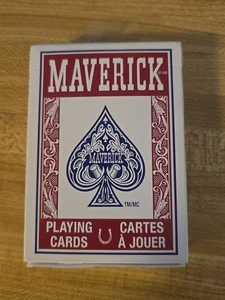 MAVERICK
MAVERICK
TM/MC
PLAYING CARTES
CARDS À JOUER